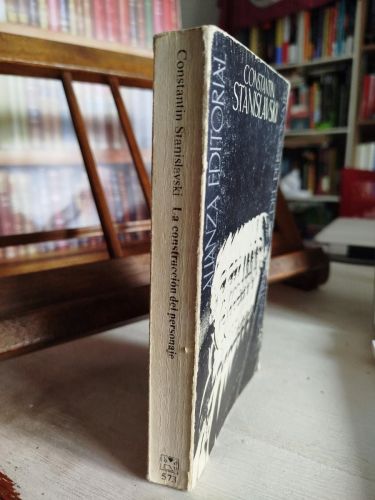 Constantin Stanislavski La construcción del personaje
573
ALIANZA EDITORIAL
CONSTANTIN
STANISLAVSKI